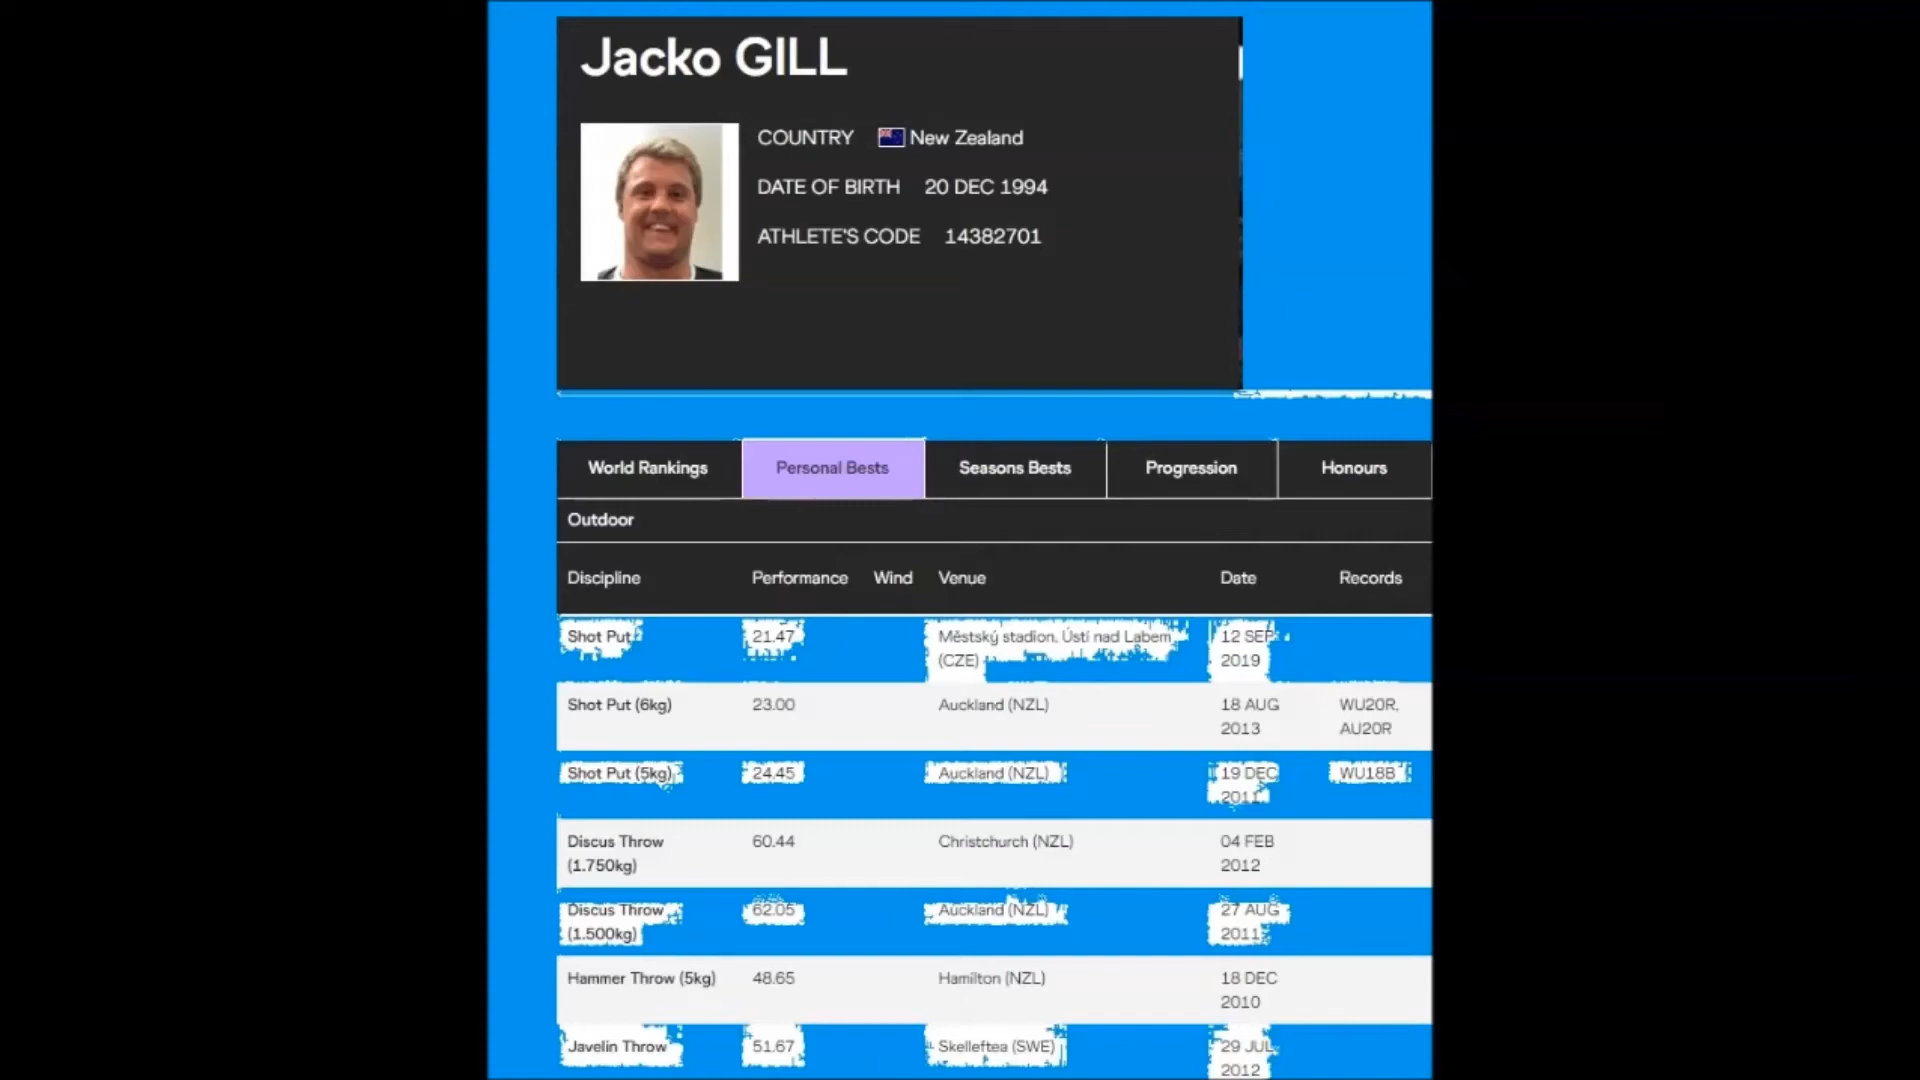 Jacko GILL
COUNTRY New Zealand
DATE OF BIRTH 20 DEC 1994
ATHLETE'S CODE 14382701
World Rankings Personal Bests Seasons Bests Progression Honours
Outdoor
Discipline Performance Wind Venue Date Records
Shot Put 21.47 Městský stadion, Ústí nad Labem 12 SEP
(CZE) 2019
Shot Put (6kg) 23.00 Auckland (NZL) 18 AUG WU20R,
2013 AU20R
Shot Put (5kg) 24.45 Auckland (NZL) 19 DEC WU18B
2011
Discus Throw 60.44 Christchurch (NZL) 04 FEB
(1.750kg) 2012
Discus Throw 62.05 Auckland (NZL) 27 AUG
(1.500kg) 2011
Hammer Throw (5kg) 48.65 Hamilton (NZL) 18 DEC
2010
Javelin Throw 51.67 Skelleftea (SWE) 29 JUL
2012